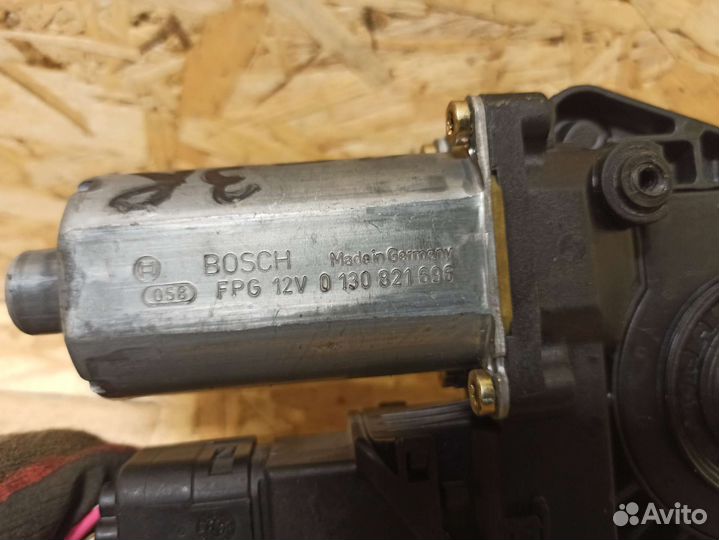 BOSCH Made in Germany
058 FPG 12V 0 130 821 696
Avito